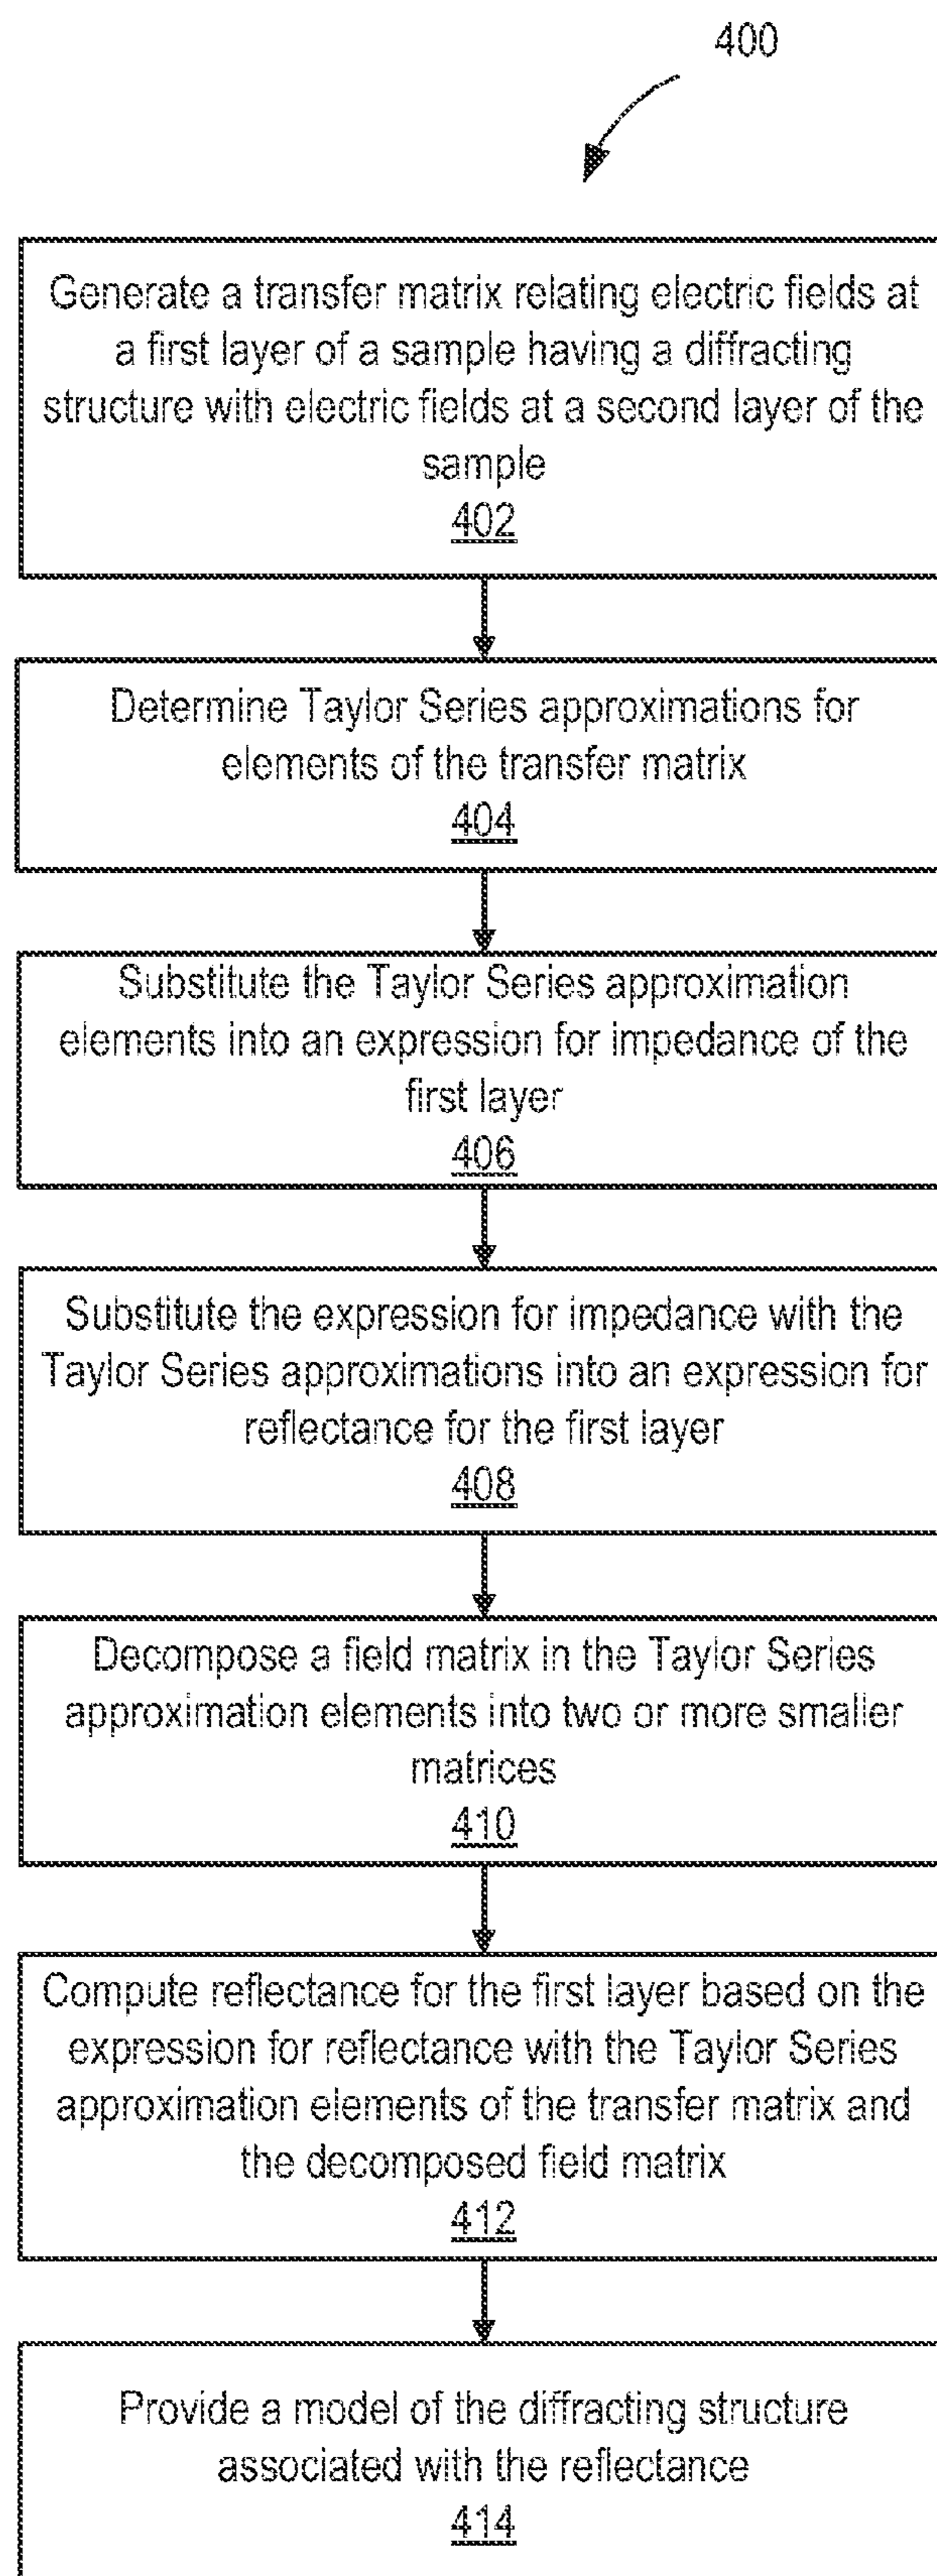 400
Generate a transfer matrix relating electric fields at
a first layer of a sample having a diffracting
structure with electric fields at a second layer of the
sample
402
Determine Taylor Series approximations for
elements of the transfer matrix
404
Substitute the Taylor Series approximation
elements into an expression for impedance of the
first layer
406
Substitute the expression for impedance with the
Taylor Series approximations into an expression for
reflectance for the first layer
408
Decompose a field matrix in the Taylor Series
approximation elements into two or more smaller
matrices
410
Compute reflectance for the first layer based on the
expression for reflectance with the Taylor Series
approximation elements of the transfer matrix and
the decomposed field matrix
412
Provide a model of the diffracting structure
associated with the reflectance
414